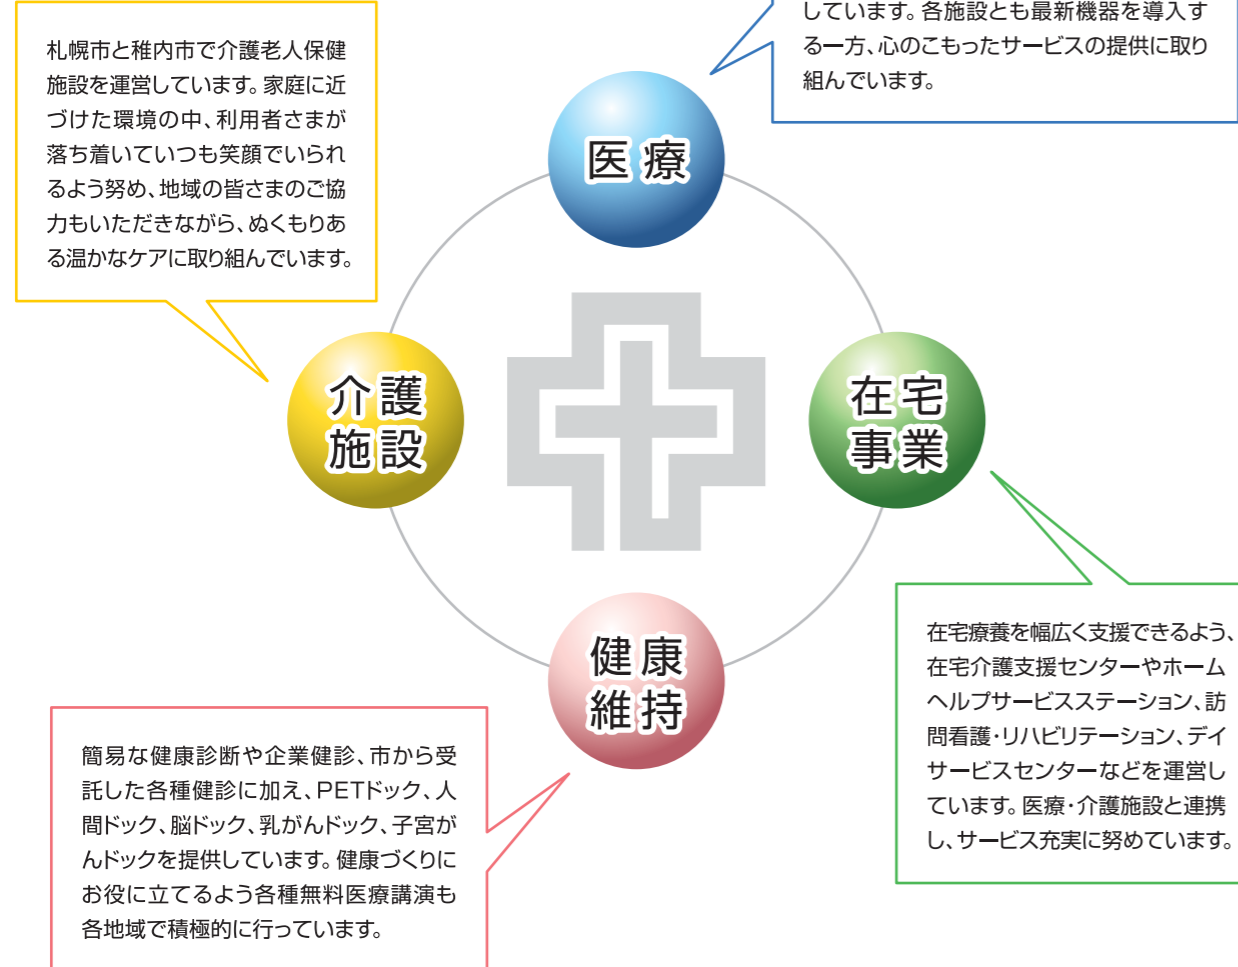 しています。各施設とも最新機器を導入す
る一方、心のこもったサービスの提供に取り
組んでいます。
医療
札幌市と稚内市で介護老人保健
施設を運営しています。家庭に近
づけた環境の中、利用者さまが
落ち着いていつも笑顔でいられ
るよう努め、地域の皆さまのご協
力もいただきながら、ぬくもりあ
る温かなケアに取り組んでいます。
介護
施設
在宅
事業
在宅療養を幅広く支援できるよう、
在宅介護支援センターやホーム
ヘルプサービスステーション、訪
問看護・リハビリテーション、デイ
サービスセンターなどを運営し
ています。医療・介護施設と連携
し、サービス充実に努めています。
健康
維持
簡易な健康診断や企業健診、市から受
託した各種健診に加え、PETドック、人
間ドック、脳ドック、乳がんドック、子宮が
んドックを提供しています。健康づくりに
お役に立てるよう各種無料医療講演も
各地域で積極的に行っています。